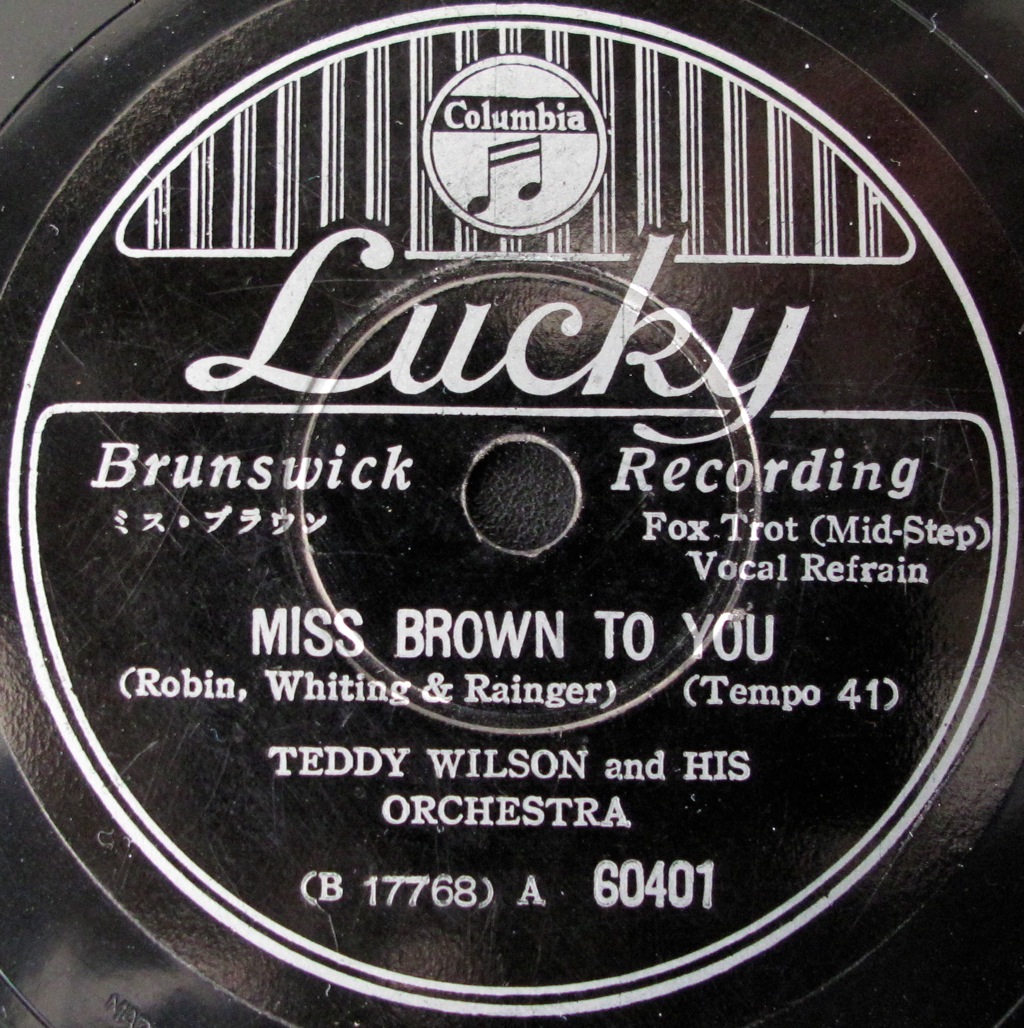 Columbia
Lucky
Brunswick Recording
ミス・ブラウン
Fox Trot (Mid-Step)
Vocal Refrain
MISS BROWN TO YOU
(Robin, Whiting & Rainger) (Tempo 41)
TEDDY WILSON and HIS
ORCHESTRA
(B 17768) A 60401